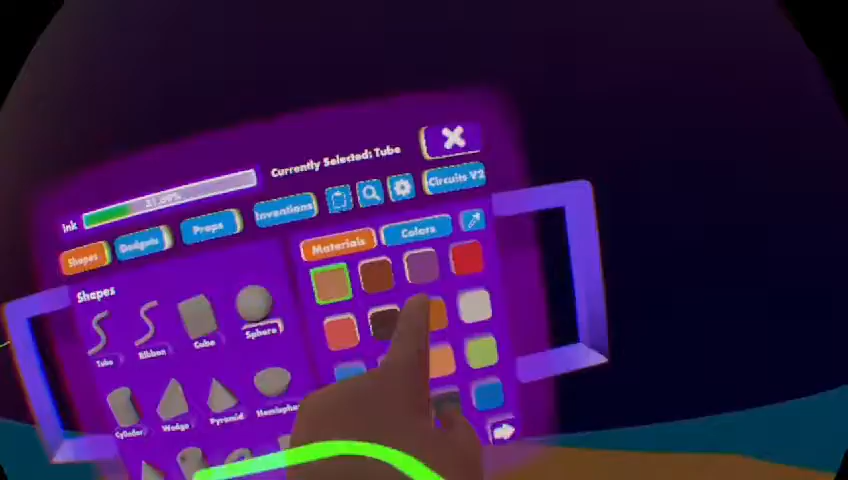 Currently Selected: Tube
Ink
Circuits V2
Inventions
Props
Gadgets
Shapes
Materials
Colors
Shapes
Tube
Ribbon
Cube
Sphere
Cylinder
Wedge
Pyramid